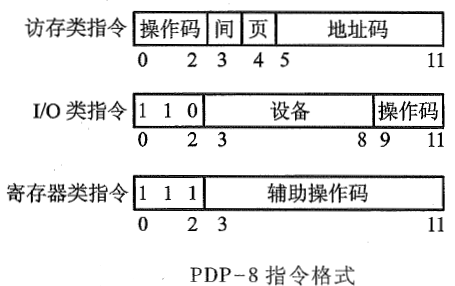 访存类指令 操作码 间 页 地址码
0 2 3 4 5 11
I/O 类指令 1 1 0 设备 操作码
0 2 3 8 9 11
寄存器类指令 1 1 1 辅助操作码
0 2 3 11
PDP-8 指令格式